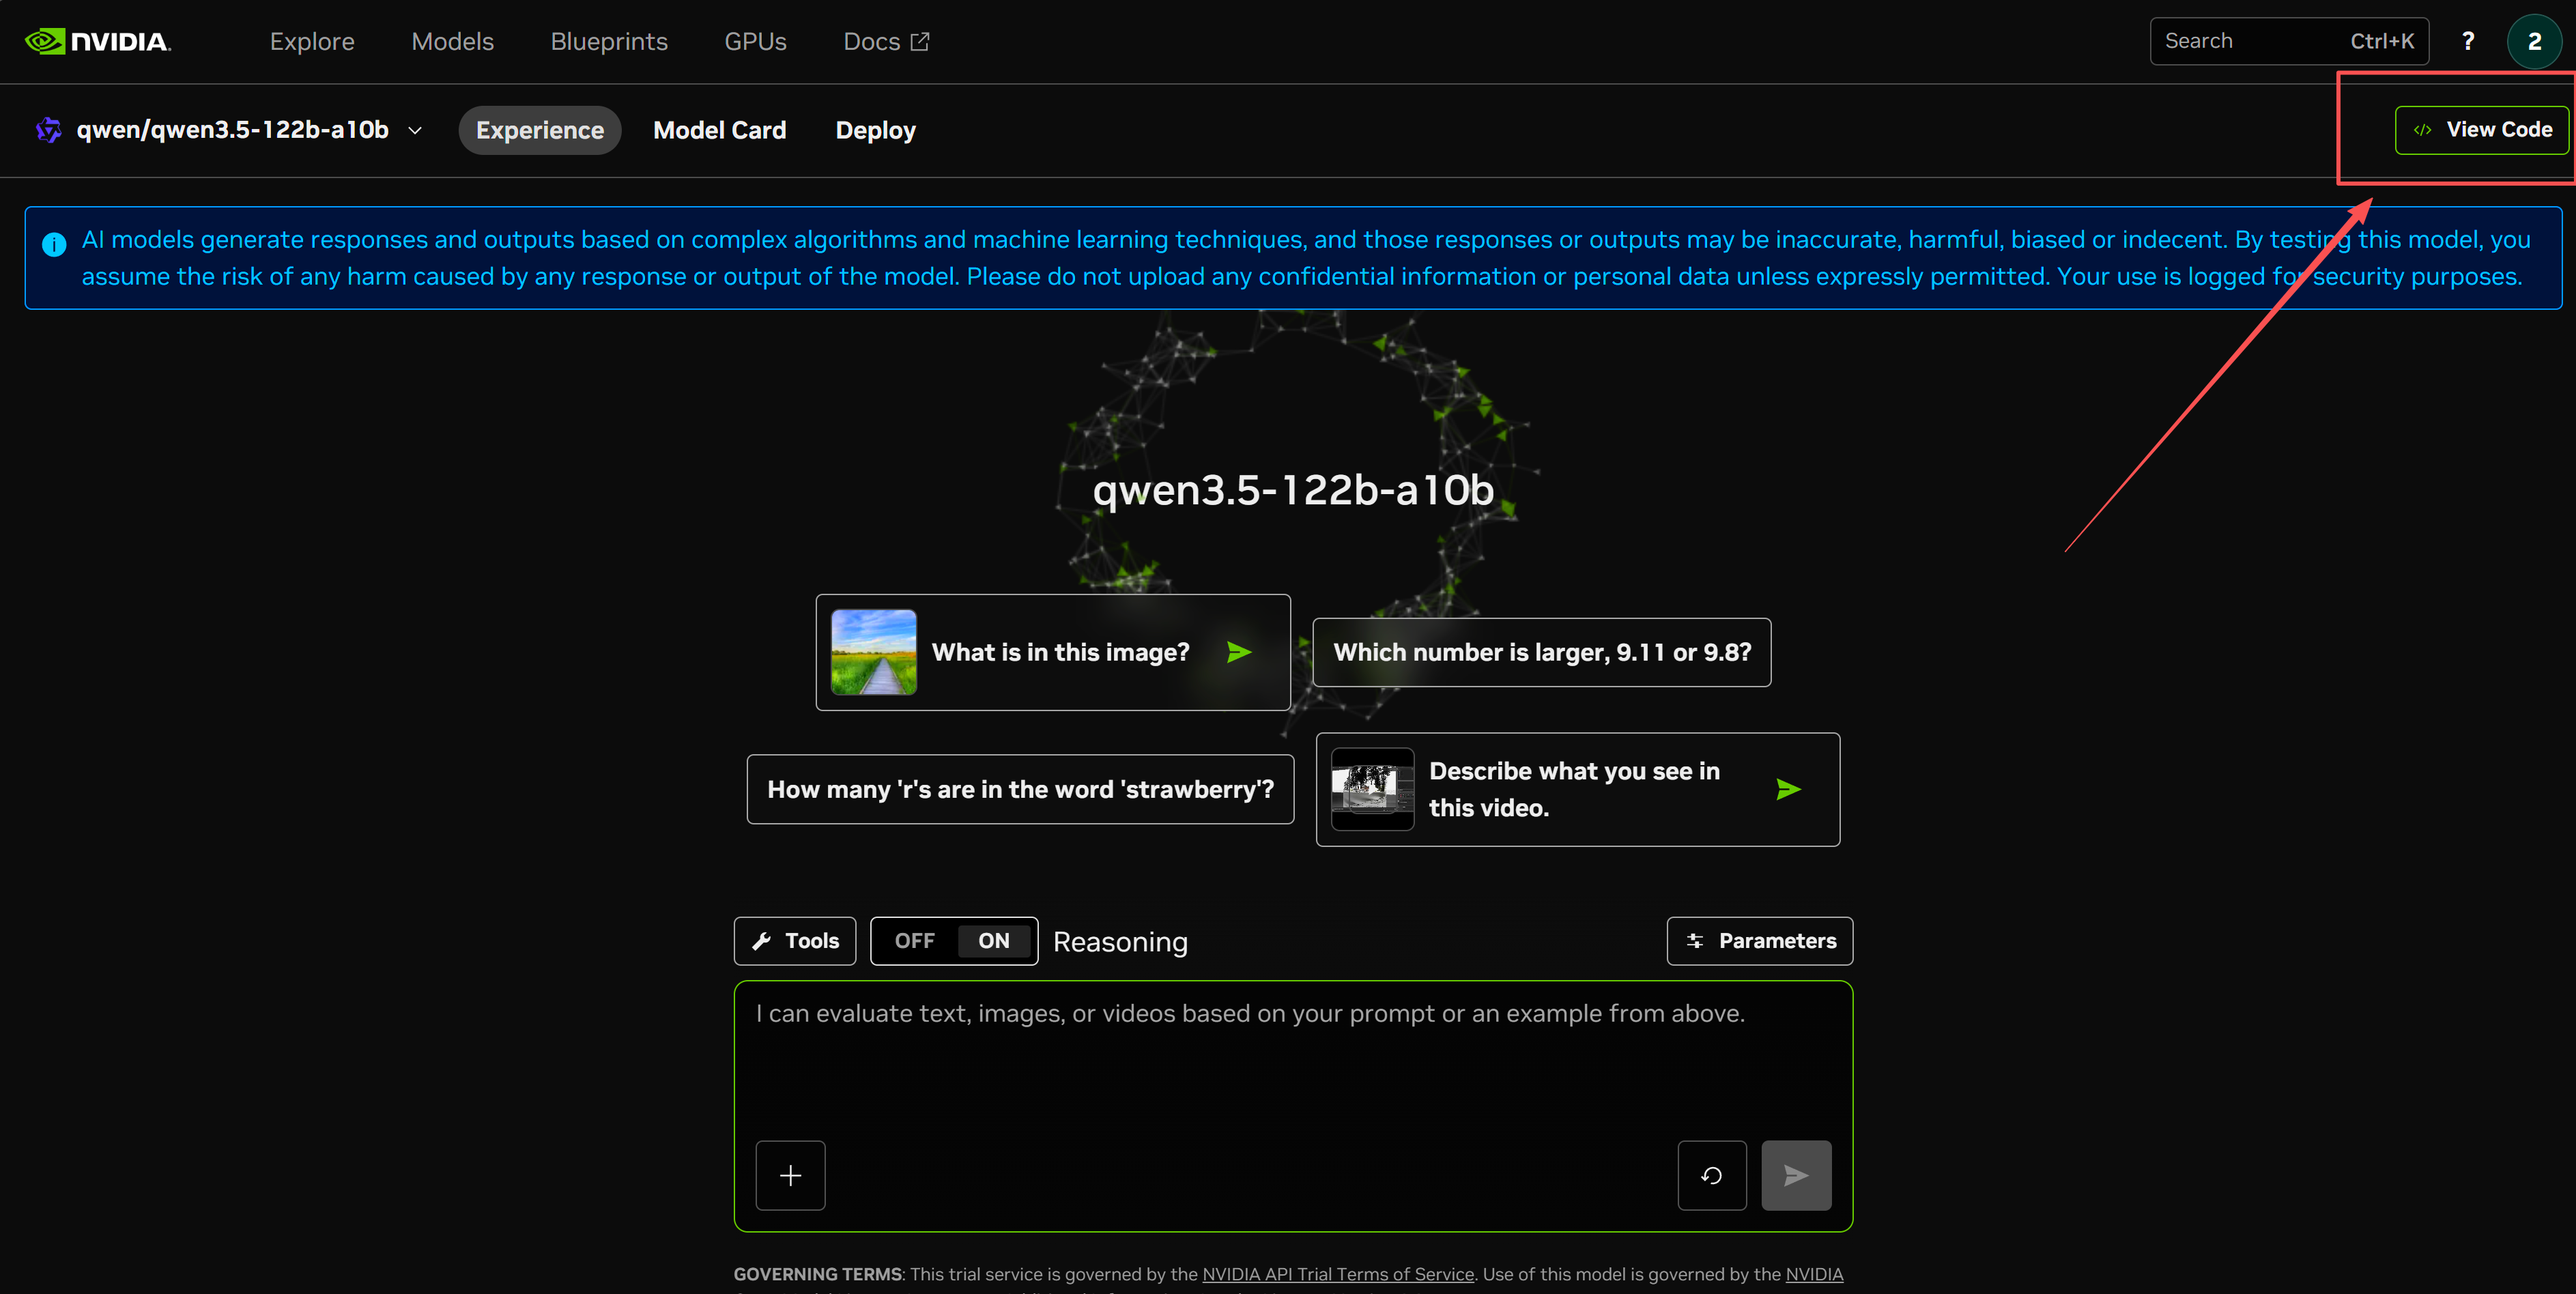 NVIDIA.
Explore
Models
Blueprints
GPUs
Docs
Search Ctrl+K
?
2
qwen/qwen3.5-122b-a10b
Experience
Model Card
Deploy
</> View Code
AI models generate responses and outputs based on complex algorithms and machine learning techniques, and those responses or outputs may be inaccurate, harmful, biased or indecent. By testing this model, you
assume the risk of any harm caused by any response or output of the model. Please do not upload any confidential information or personal data unless expressly permitted. Your use is logged for security purposes.
qwen3.5-122b-a10b
What is in this image?
Which number is larger, 9.11 or 9.8?
How many 'r's are in the word 'strawberry'?
Describe what you see in
this video.
Tools
OFF
ON
Reasoning
Parameters
I can evaluate text, images, or videos based on your prompt or an example from above.
GOVERNING TERMS: This trial service is governed by the NVIDIA API Trial Terms of Service. Use of this model is governed by the NVIDIA